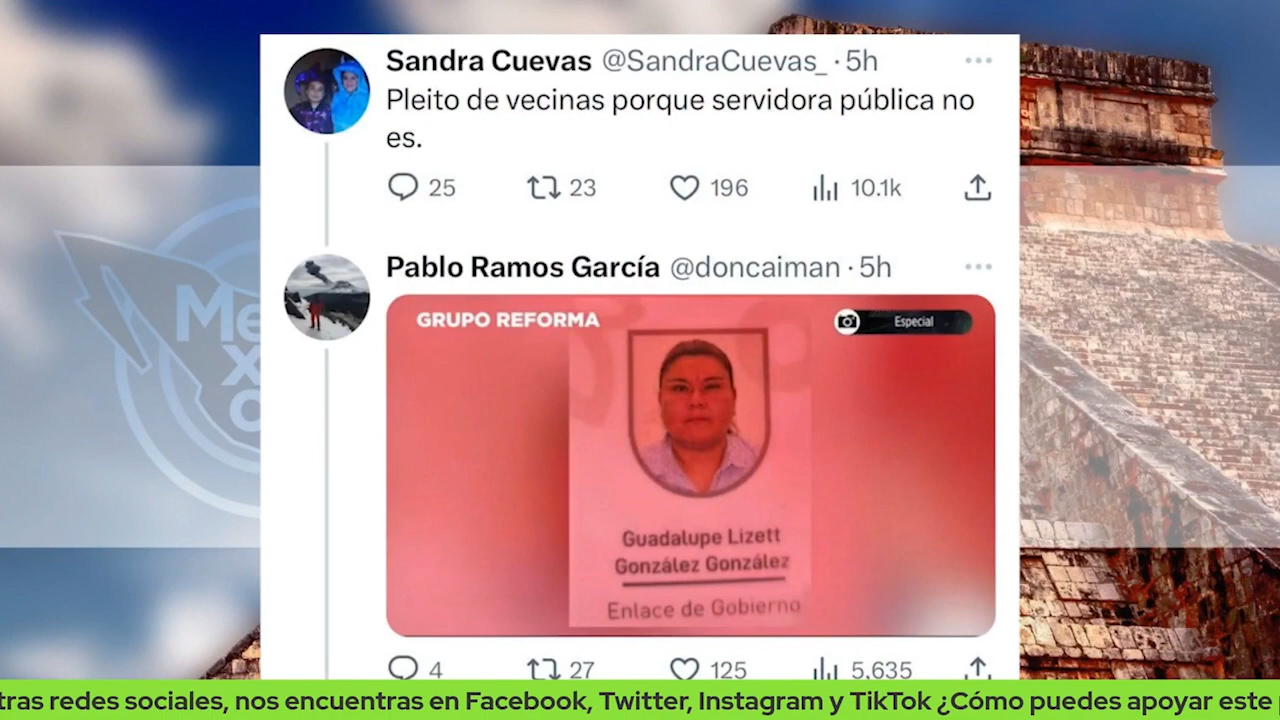 Sandra Cuevas @SandraCuevas_ · 5h
Pleito de vecinas porque servidora pública no
es.
25 23 196 10.1k
Pablo Ramos García @doncaiman · 5h
GRUPO REFORMA
Especial
Guadalupe Lizett
González González
Enlace de Gobierno
4 27 125 5,635
tras redes sociales, nos encuentras en Facebook, Twitter, Instagram y TikTok ¿Cómo puedes apoyar este